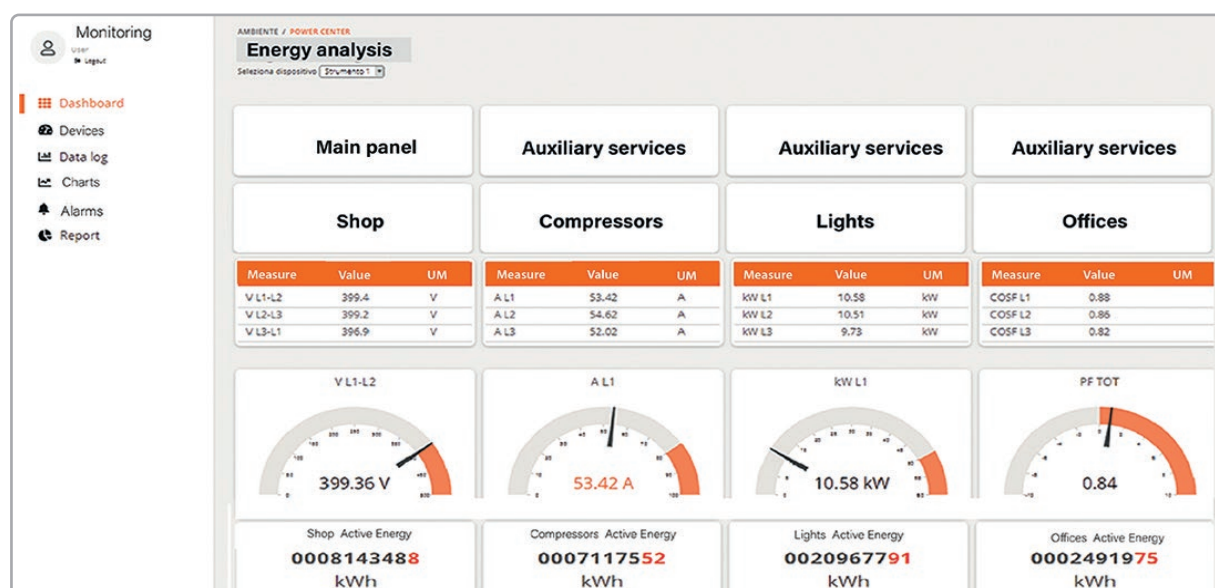 Monitoring
User
Logout
Dashboard
Devices
Data log
Charts
Alarms
Report
AMBIENTE / POWER CENTER
Energy analysis
Seleziona dispositivo Strumento 1
Main panel
Auxiliary services
Auxiliary services
Auxiliary services
Shop
Compressors
Lights
Offices
Measure Value UM
V L1-L2 399.4 V
V L2-L3 399.2 V
V L3-L1 396.9 V
Measure Value UM
A L1 53.42 A
A L2 54.62 A
A L3 52.02 A
Measure Value UM
kW L1 10.58 kW
kW L2 10.51 kW
kW L3 9.73 kW
Measure Value UM
COSF L1 0.88
COSF L2 0.86
COSF L3 0.82
V L1-L2
399.36 V
A L1
53.42 A
kW L1
10.58 kW
PF TOT
0.84
Shop Active Energy
0008143488
kWh
Compressors Active Energy
0007117552
kWh
Lights Active Energy
0020967791
kWh
Offices Active Energy
0002491975
kWh